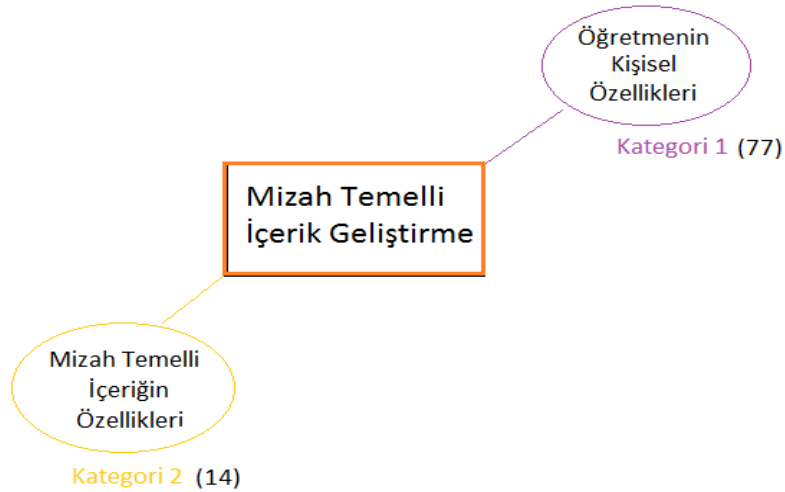 Öğretmenin
Kişisel
Özellikleri
Kategori 1 (77)
Mizah Temelli
İçerik Geliştirme
Mizah Temelli
İçeriğin
Özellikleri
Kategori 2 (14)